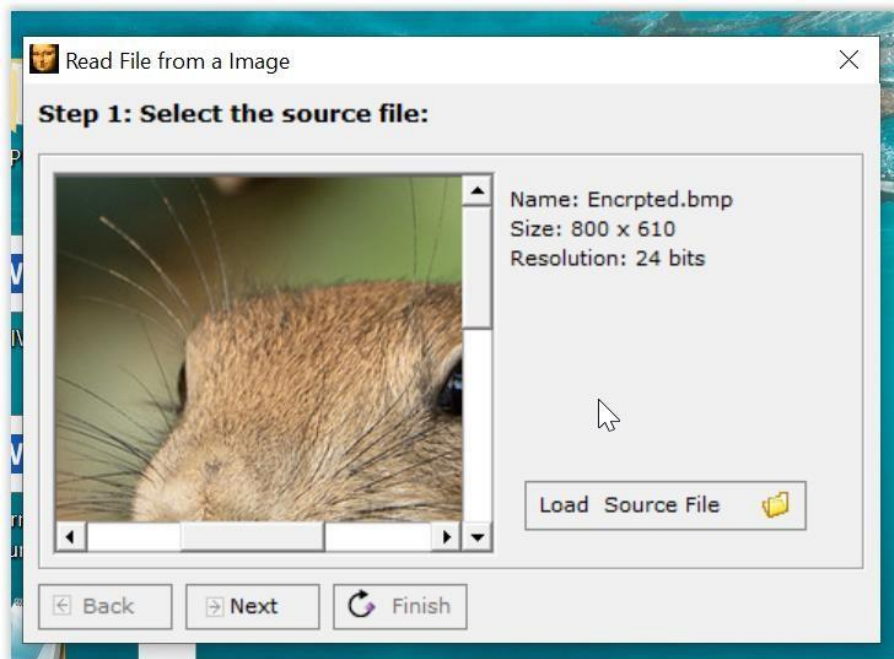 Read File from a Image
Step 1: Select the source file:
Name: Encrpted.bmp
Size: 800 x 610
Resolution: 24 bits
Load Source File
Back
Next
Finish